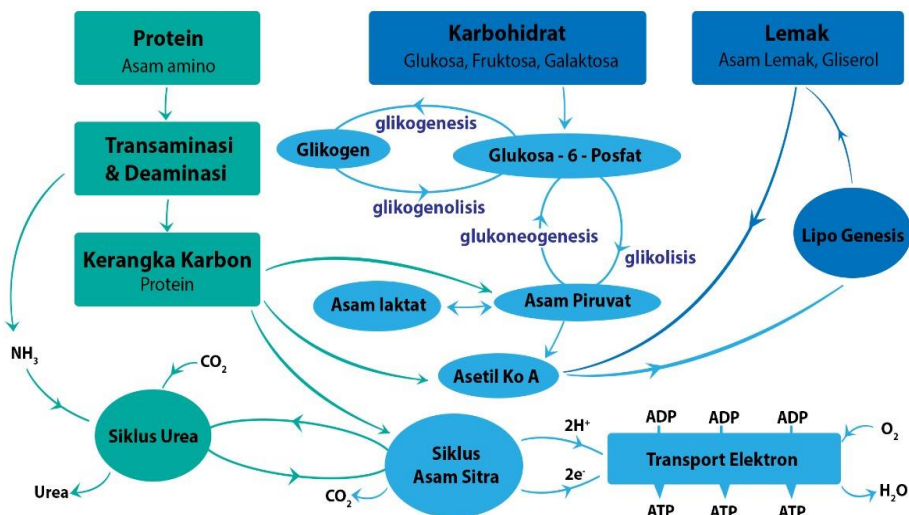 Protein
Asam amino
Karbohidrat
Glukosa, Fruktosa, Galaktosa
Lemak
Asam Lemak, Gliserol
Transaminasi
& Deaminasi
glikogenesis
Glikogen
Glukosa - 6 - Posfat
glikogenolisis
glukoneogenesis
glikolisis
Lipo Genesis
Kerangka Karbon
Protein
Asam laktat
Asam Piruvat
NH₃
CO₂
Asetil Ko A
Siklus Urea
Urea
Siklus
Asam Sitra
CO₂
2H⁺
2e⁻
ADP
ADP
ADP
Transport Elektron
ATP
ATP
ATP
O₂
H₂O